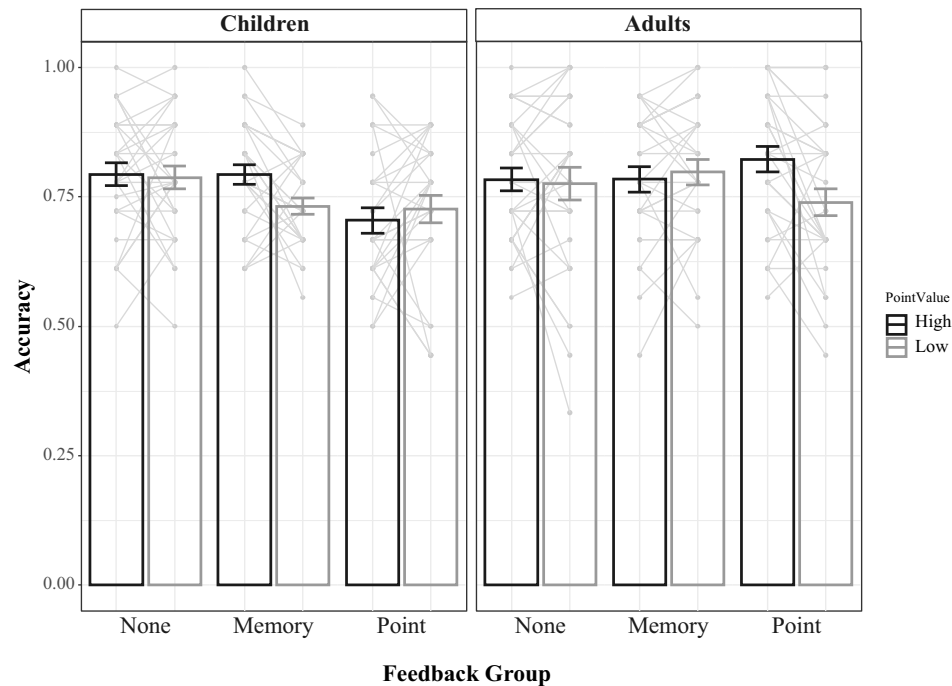 Children
Adults
1.00
0.75
0.50
0.25
0.00
Accuracy
None
Memory
Point
None
Memory
Point
Feedback Group
PointValue
High
Low